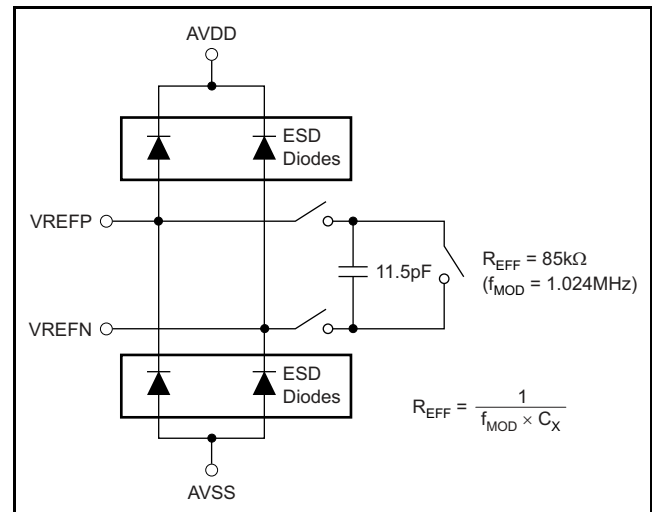 AVDD
ESD
Diodes
VREFP
11.5pF
R_EFF = 85kΩ
(f_MOD = 1.024MHz)
VREFN
ESD
Diodes
R_EFF = 1 / (f_MOD × C_X)
AVSS